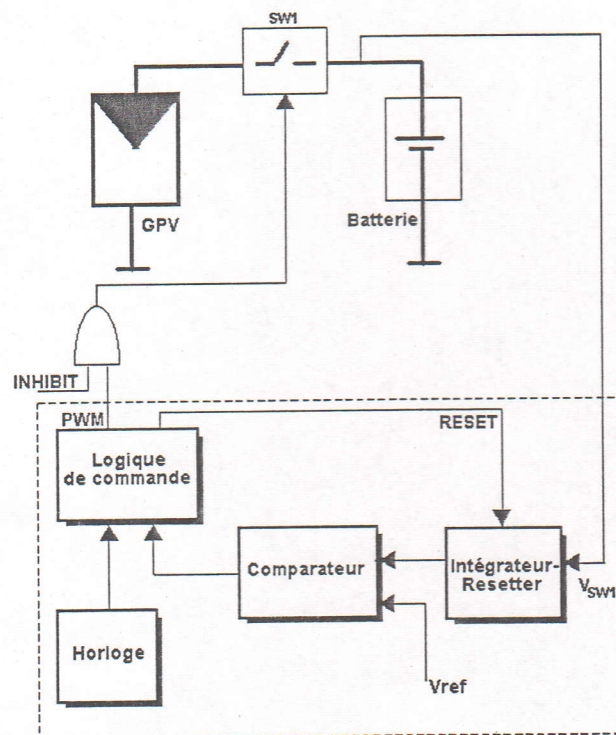 SW1
GPV
Batterie
INHIBIT
PWM
RESET
Logique
de commande
Comparateur
Intégrateur-
Resetter
VSW1
Horloge
Vref